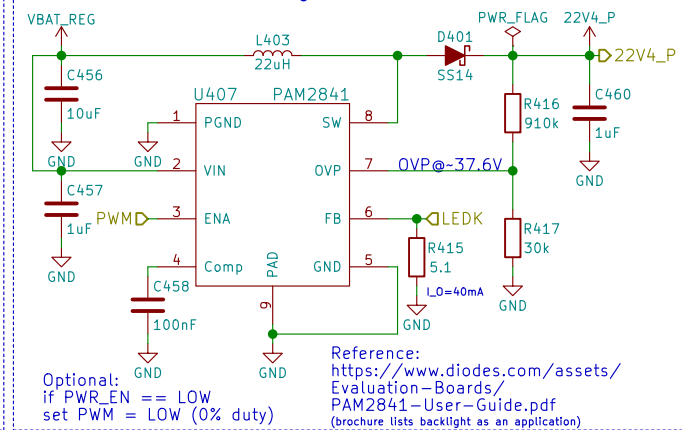 VBAT_REG
PWR_FLAG
22V4_P
L403
22uH
D401
SS14
22V4_P
C456
10uF
GND
U407
PAM2841
R416
910k
C460
1uF
GND
1
PGND
GND
SW
8
2
VIN
OVP
7
OVP@~37.6V
C457
1uF
GND
PWM
3
ENA
FB
6
LEDK
R417
30k
GND
R415
5.1
I_O=40mA
GND
4
Comp
GND
5
PAD
9
C458
100nF
GND
GND
Optional:
if PWR_EN == LOW
set PWM = LOW (0% duty)
Reference:
https://www.diodes.com/assets/
Evaluation-Boards/
PAM2841-User-Guide.pdf
(brochure lists backlight as an application)